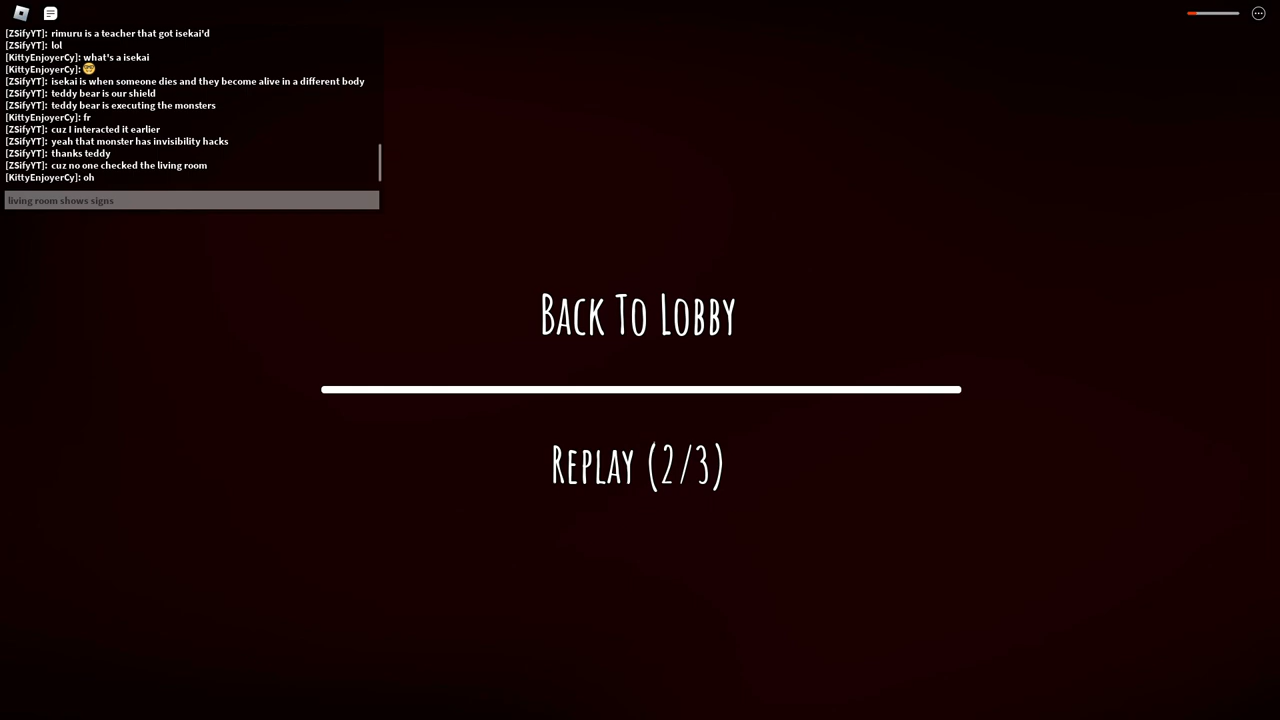 [ZSifyYT]: rimuru is a teacher that got isekai'd
[ZSifyYT]: lol
[KittyEnjoyerCy]: what's a isekai
[KittyEnjoyerCy]: 🤓
[ZSifyYT]: isekai is when someone dies and they become alive in a different body
[ZSifyYT]: teddy bear is our shield
[ZSifyYT]: teddy bear is executing the monsters
[KittyEnjoyerCy]: fr
[ZSifyYT]: cuz I interacted it earlier
[ZSifyYT]: yeah that monster has invisibility hacks
[ZSifyYT]: thanks teddy
[ZSifyYT]: cuz no one checked the living room
[KittyEnjoyerCy]: oh
living room shows signs
Back To Lobby
Replay (2/3)